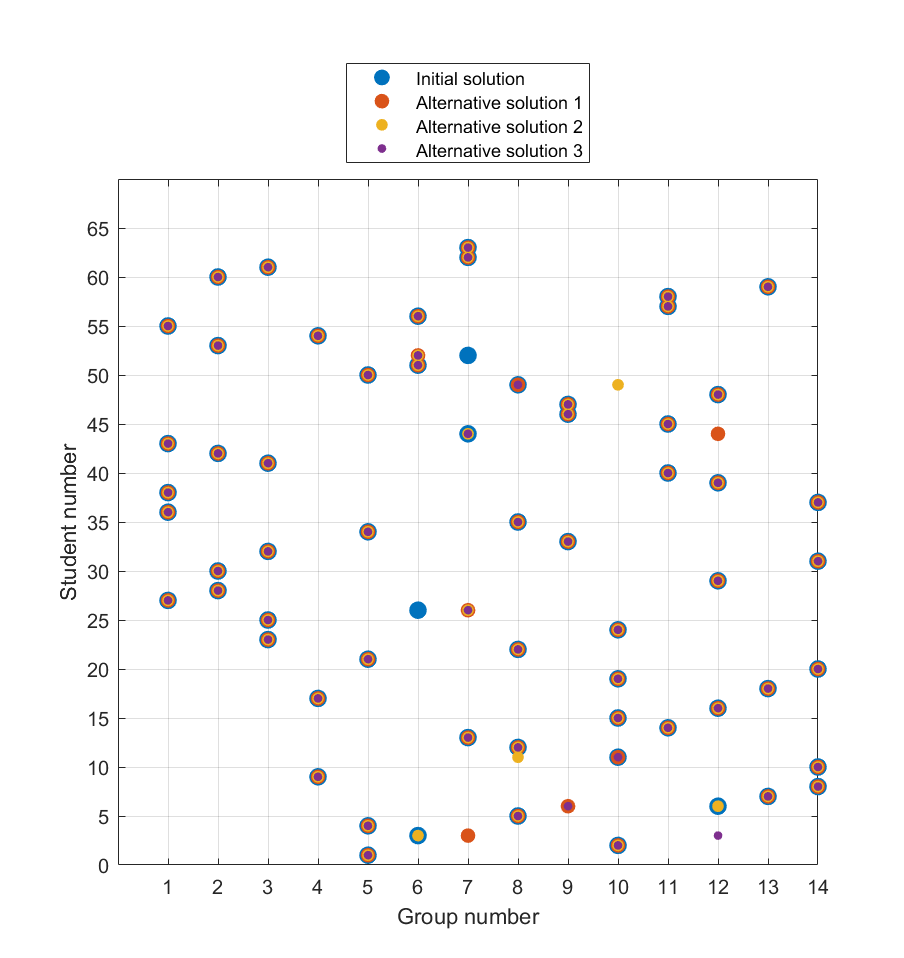 Initial solution
Alternative solution 1
Alternative solution 2
Alternative solution 3
65
60
55
50
45
40
35
30
25
20
15
10
5
0
Student number
1 2 3 4 5 6 7 8 9 10 11 12 13 14
Group number